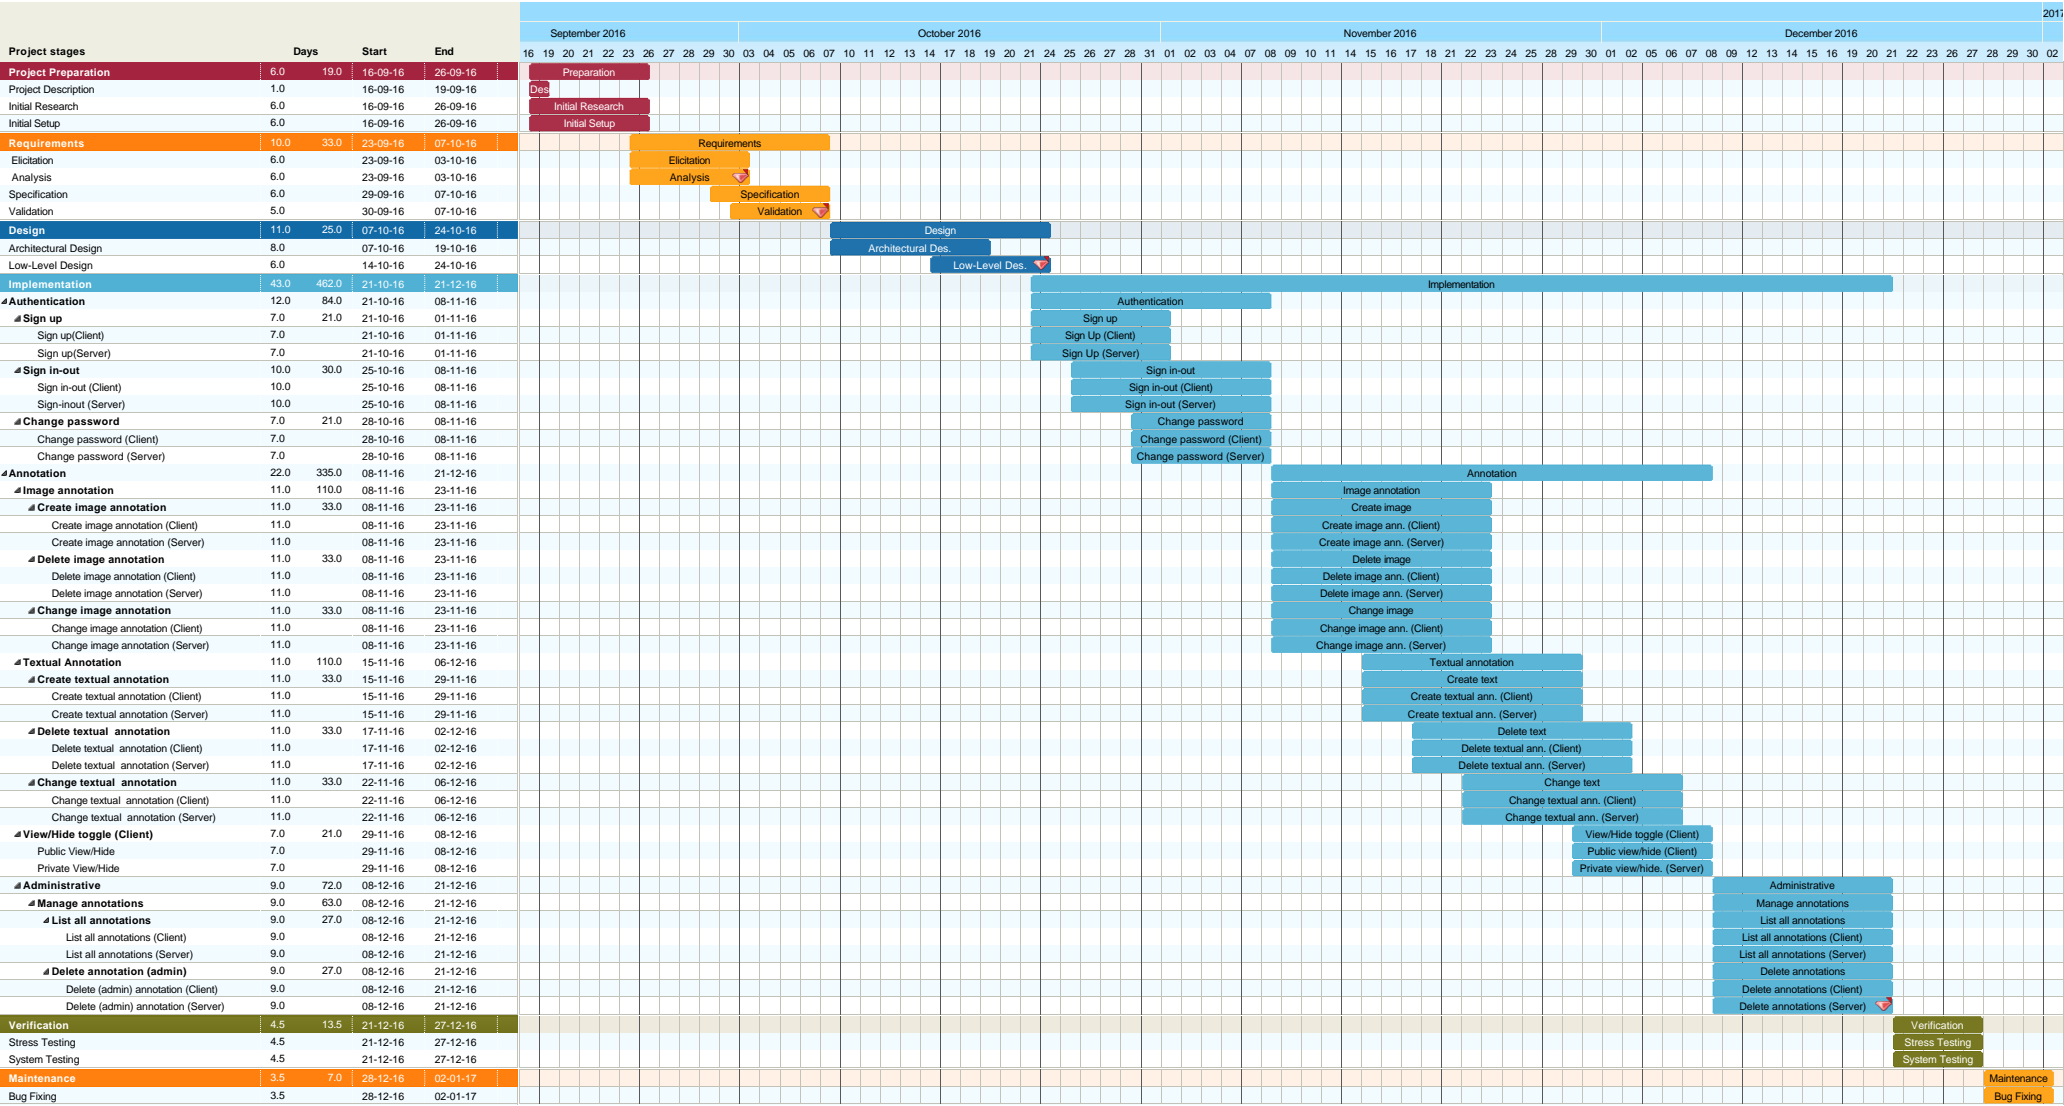 2017
September 2016 October 2016 November 2016 December 2016
Project stages Days Start End 16 19 20 21 22 23 26 27 28 29 30 03 04 05 06 07 10 11 12 13 14 17 18 19 20 21 24 25 26 27 28 31 01 02 03 04 07 08 09 10 11 14 15 16 17 18 21 22 23 24 25 28 29 30 01 02 05 06 07 08 09 12 13 14 15 16 19 20 21 22 23 26 27 28 29 30 02
Project Preparation 6.0 19.0 16-09-16 26-09-16 Preparation
Project Description 1.0 16-09-16 19-09-16 Des
Initial Research 6.0 16-09-16 26-09-16 Initial Research
Initial Setup 6.0 16-09-16 26-09-16 Initial Setup
Requirements 10.0 33.0 23-09-16 07-10-16 Requirements
Elicitation 6.0 23-09-16 03-10-16 Elicitation
Analysis 6.0 23-09-16 03-10-16 Analysis
Specification 6.0 29-09-16 07-10-16 Specification
Validation 5.0 30-09-16 07-10-16 Validation
Design 11.0 25.0 07-10-16 24-10-16 Design
Architectural Design 8.0 07-10-16 19-10-16 Architectural Des.
Low-Level Design 6.0 14-10-16 24-10-16 Low-Level Des.
Implementation 43.0 462.0 21-10-16 21-12-16 Implementation
Authentication 12.0 84.0 21-10-16 08-11-16 Authentication
Sign up 7.0 21.0 21-10-16 01-11-16 Sign up
Sign up(Client) 7.0 21-10-16 01-11-16 Sign Up (Client)
Sign up(Server) 7.0 21-10-16 01-11-16 Sign Up (Server)
Sign in-out 10.0 30.0 25-10-16 08-11-16 Sign in-out
Sign in-out (Client) 10.0 25-10-16 08-11-16 Sign in-out (Client)
Sign-inout (Server) 10.0 25-10-16 08-11-16 Sign in-out (Server)
Change password 7.0 21.0 28-10-16 08-11-16 Change password
Change password (Client) 7.0 28-10-16 08-11-16 Change password (Client)
Change password (Server) 7.0 28-10-16 08-11-16 Change password (Server)
Annotation 22.0 335.0 08-11-16 21-12-16 Annotation
Image annotation 11.0 110.0 08-11-16 23-11-16 Image annotation
Create image annotation 11.0 33.0 08-11-16 23-11-16 Create image
Create image annotation (Client) 11.0 08-11-16 23-11-16 Create image ann. (Client)
Create image annotation (Server) 11.0 08-11-16 23-11-16 Create image ann. (Server)
Delete image annotation 11.0 33.0 08-11-16 23-11-16 Delete image
Delete image annotation (Client) 11.0 08-11-16 23-11-16 Delete image ann. (Client)
Delete image annotation (Server) 11.0 08-11-16 23-11-16 Delete image ann. (Server)
Change image annotation 11.0 33.0 08-11-16 23-11-16 Change image
Change image annotation (Client) 11.0 08-11-16 23-11-16 Change image ann. (Client)
Change image annotation (Server) 11.0 08-11-16 23-11-16 Change image ann. (Server)
Textual Annotation 11.0 110.0 15-11-16 06-12-16 Textual annotation
Create textual annotation 11.0 33.0 15-11-16 29-11-16 Create text
Create textual annotation (Client) 11.0 15-11-16 29-11-16 Create textual ann. (Client)
Create textual annotation (Server) 11.0 15-11-16 29-11-16 Create textual ann. (Server)
Delete textual annotation 11.0 33.0 17-11-16 02-12-16 Delete text
Delete textual annotation (Client) 11.0 17-11-16 02-12-16 Delete textual ann. (Client)
Delete textual annotation (Server) 11.0 17-11-16 02-12-16 Delete textual ann. (Server)
Change textual annotation 11.0 33.0 22-11-16 06-12-16 Change text
Change textual annotation (Client) 11.0 22-11-16 06-12-16 Change textual ann. (Client)
Change textual annotation (Server) 11.0 22-11-16 06-12-16 Change textual ann. (Server)
View/Hide toggle (Client) 7.0 21.0 29-11-16 08-12-16 View/Hide toggle (Client)
Public View/Hide 7.0 29-11-16 08-12-16 Public view/hide (Client)
Private View/Hide 7.0 29-11-16 08-12-16 Private view/hide. (Server)
Administrative 9.0 72.0 08-12-16 21-12-16 Administrative
Manage annotations 9.0 63.0 08-12-16 21-12-16 Manage annotations
List all annotations 9.0 27.0 08-12-16 21-12-16 List all annotations
List all annotations (Client) 9.0 08-12-16 21-12-16 List all annotations (Client)
List all annotations (Server) 9.0 08-12-16 21-12-16 List all annotations (Server)
Delete annotation (admin) 9.0 27.0 08-12-16 21-12-16 Delete annotations
Delete (admin) annotation (Client) 9.0 08-12-16 21-12-16 Delete annotations (Client)
Delete (admin) annotation (Server) 9.0 08-12-16 21-12-16 Delete annotations (Server)
Verification 4.5 13.5 21-12-16 27-12-16 Verification
Stress Testing 4.5 21-12-16 27-12-16 Stress Testing
System Testing 4.5 21-12-16 27-12-16 System Testing
Maintenance 3.5 7.0 28-12-16 02-01-17 Maintenance
Bug Fixing 3.5 28-12-16 02-01-17 Bug Fixing